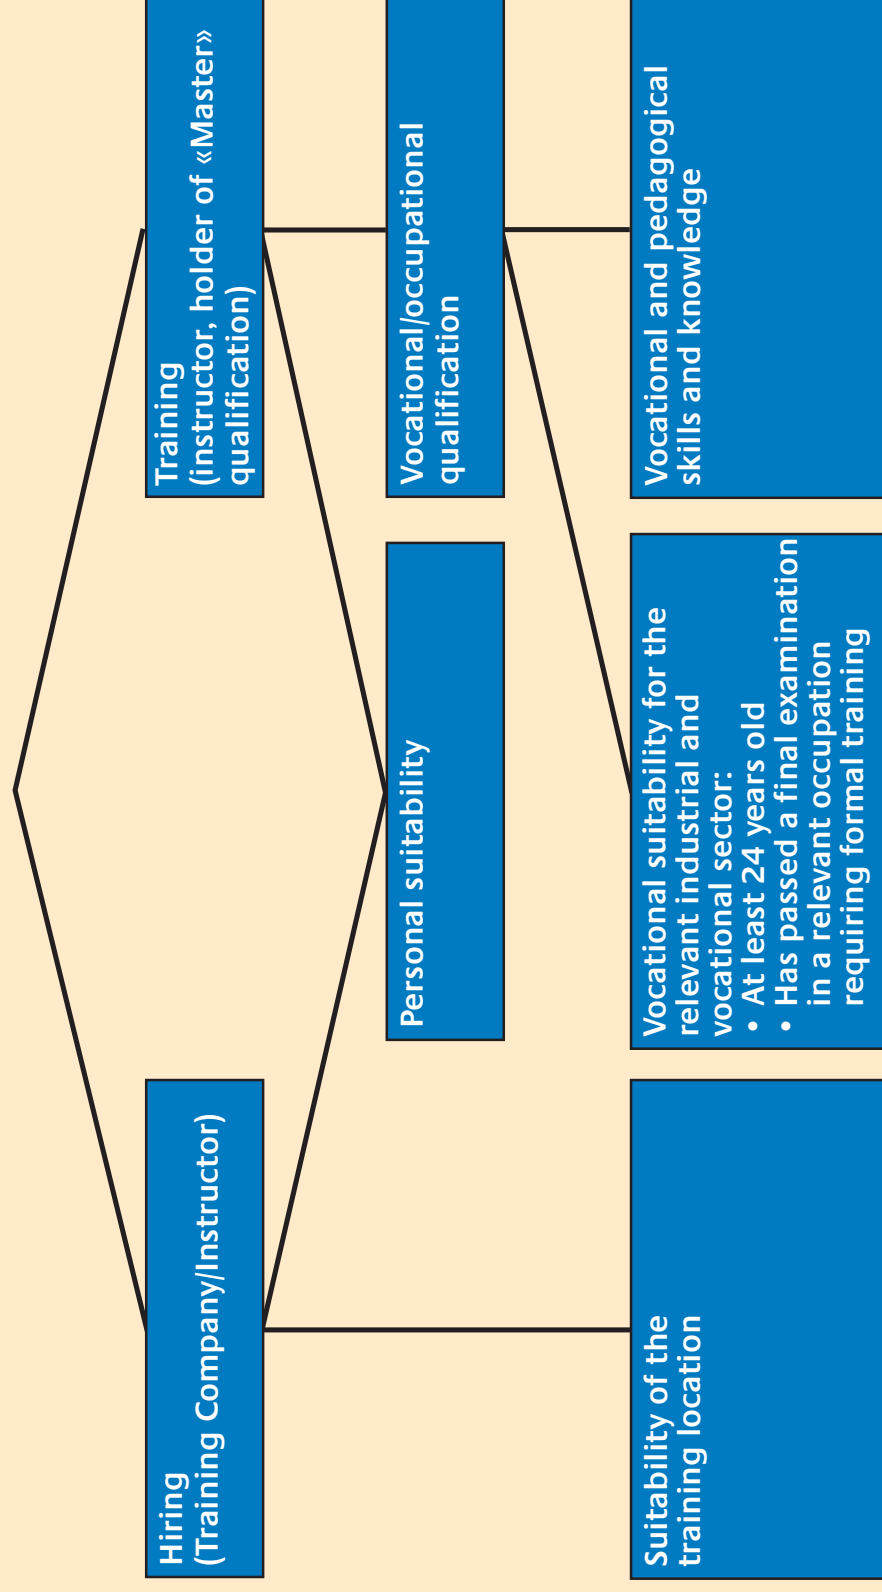 Hiring
(Training Company/Instructor)
Training
(instructor, holder of «Master»
qualification)
Personal suitability
Vocational/occupational
qualification
Suitability of the
training location
Vocational suitability for the
relevant industrial and
vocational sector:
• At least 24 years old
• Has passed a final examination
in a relevant occupation
requiring formal training
Vocational and pedagogical
skills and knowledge